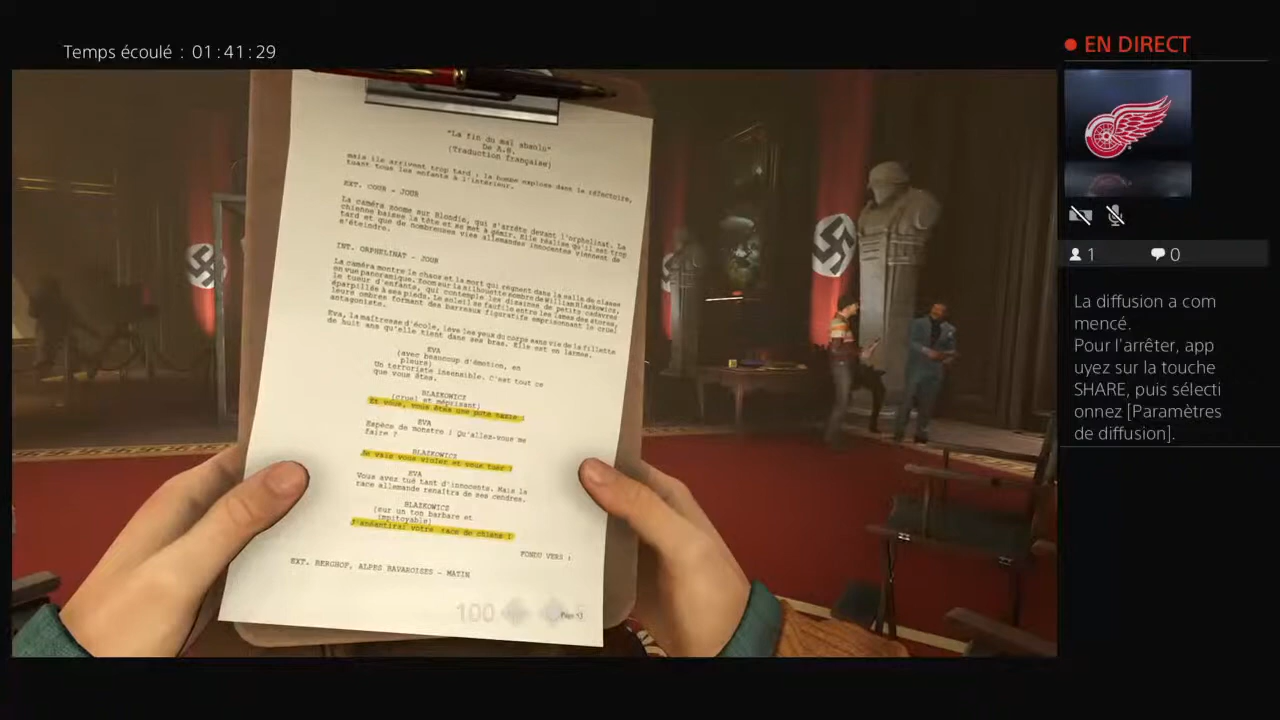 Temps écoulé : 01:41:29
EN DIRECT
1
0
La diffusion a com
mencé.
Pour l'arrêter, app
uyez sur la touche
SHARE, puis sélecti
onnez [Paramètres
de diffusion].
"La fin du mal absolu"
De A.H.
(Traduction française)
mais ils arrivent trop tard : la bombe explose dans le réfectoire,
tuant tous les enfants à l'intérieur.
EXT. COUR - JOUR
La caméra zoome sur Blondie, qui s'arrête devant l'orphelinat. La
chienne baisse la tête et se met à gémir. Elle réalise qu'il est trop
tard et que de nombreuses vies allemandes innocentes viennent de
s'éteindre.
INT. ORPHELINAT - JOUR
La caméra montre le chaos et la mort qui règnent dans la salle de classe
en vue panoramique. Zoom sur la silhouette sombre de William Blazkowicz,
le tueur d'enfants, qui contemple les dizaines de petits cadavres
éparpillés à ses pieds. Le soleil se faufile entre les lames des stores,
leurs ombres formant des barreaux figuratifs emprisonnant le cruel
antagoniste.
Eva, la maîtresse d'école, lève les yeux du corps sans vie de la fillette
de huit ans qu'elle tient dans ses bras. Elle est en larmes.
EVA
(avec beaucoup d'émotion, en
pleurs)
Un terroriste insensible. C'est tout ce
que vous êtes.
BLAZKOWICZ
(cruel et méprisant)
Et vous, vous êtes une pute nazie !
EVA
Espèce de monstre ! Qu'allez-vous me
faire ?
BLAZKOWICZ
Je vais vous violer et vous tuer !
EVA
Vous avez tué tant d'innocents. Mais la
race allemande renaîtra de ses cendres.
BLAZKOWICZ
(sur un ton barbare et
impitoyable)
J'anéantirai votre race de chiens !
FONDU VERS :
EXT. BERGHOF, ALPES BAVAROISES - MATIN
100